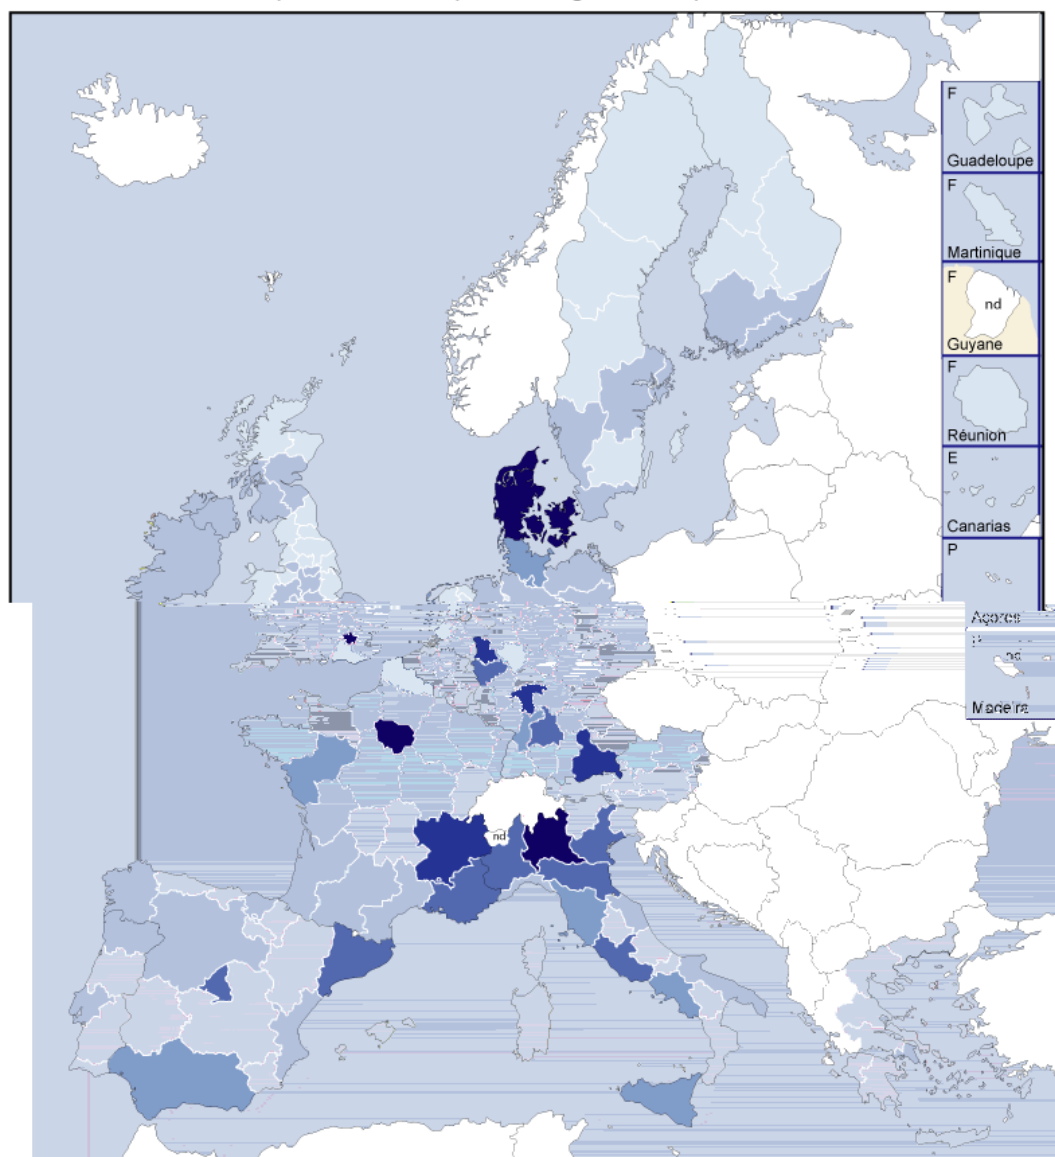 F
Guadeloupe
F
Martinique
F
nd
Guyane
F
Réunion
E
Canarias
P
Açores
nd
Madeira
nd